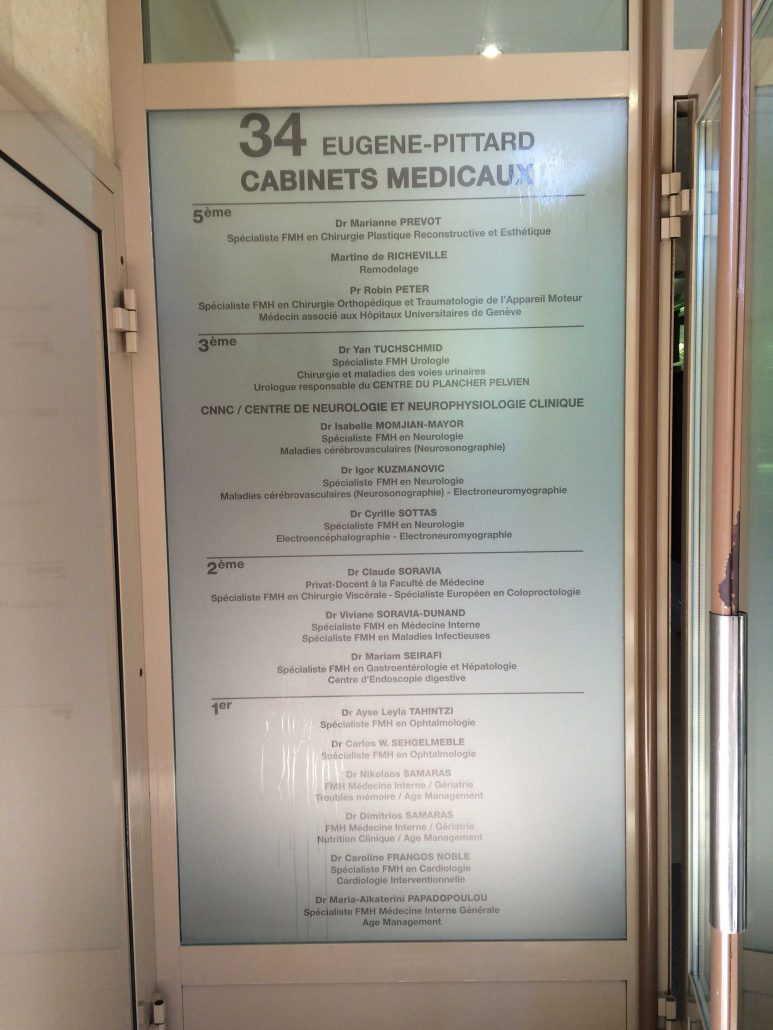 34 EUGENE-PITTARD
CABINETS MEDICAUX
5ème
Dr Marianne PREVOT
Spécialiste FMH en Chirurgie Plastique Reconstructive et Esthétique
Martine de RICHEVILLE
Remodelage
Pr Robin PETER
Spécialiste FMH en Chirurgie Orthopédique et Traumatologie de l'Appareil Moteur
Médecin associé aux Hôpitaux Universitaires de Genève
3ème
Dr Yan TUCHSCHMID
Spécialiste FMH Urologie
Chirurgie et maladies des voies urinaires
Urologue responsable du CENTRE DU PLANCHER PELVIEN
CNNC / CENTRE DE NEUROLOGIE ET NEUROPHYSIOLOGIE CLINIQUE
Dr Isabelle MOMJIAN-MAYOR
Spécialiste FMH en Neurologie
Maladies cérébrovasculaires (Neurosonographie)
Dr Igor KUZMANOVIC
Spécialiste FMH en Neurologie
Maladies cérébrovasculaires (Neurosonographie) - Electroneuromyographie
Dr Cyrille SOTTAS
Spécialiste FMH en Neurologie
Electroencéphalographie - Electroneuromyographie
2ème
Dr Claude SORAVIA
Privat-Docent à la Faculté de Médecine
Spécialiste FMH en Chirurgie Viscérale - Spécialiste Européen en Coloproctologie
Dr Viviane SORAVIA-DUNAND
Spécialiste FMH en Médecine Interne
Spécialiste FMH en Maladies Infectieuses
Dr Mariam SEIRAFI
Spécialiste FMH en Gastroentérologie et Hépatologie
Centre d'Endoscopie digestive
1er
Dr Ayse Leyla TAHINTZI
Spécialiste FMH en Ophtalmologie
Dr Carlos W. SEHGELMEBLE
Spécialiste FMH en Ophtalmologie
Dr Nikolaos SAMARAS
FMH Médecine Interne / Gériatrie
Troubles mémoire / Age Management
Dr Dimitrios SAMARAS
FMH Médecine Interne / Gériatrie
Nutrition Clinique / Age Management
Dr Caroline FRANGOS NOBLE
Spécialiste FMH en Cardiologie
Cardiologie Interventionnelle
Dr Maria-Aikaterini PAPADOPOULOU
Spécialiste FMH Médecine Interne Générale
Age Management